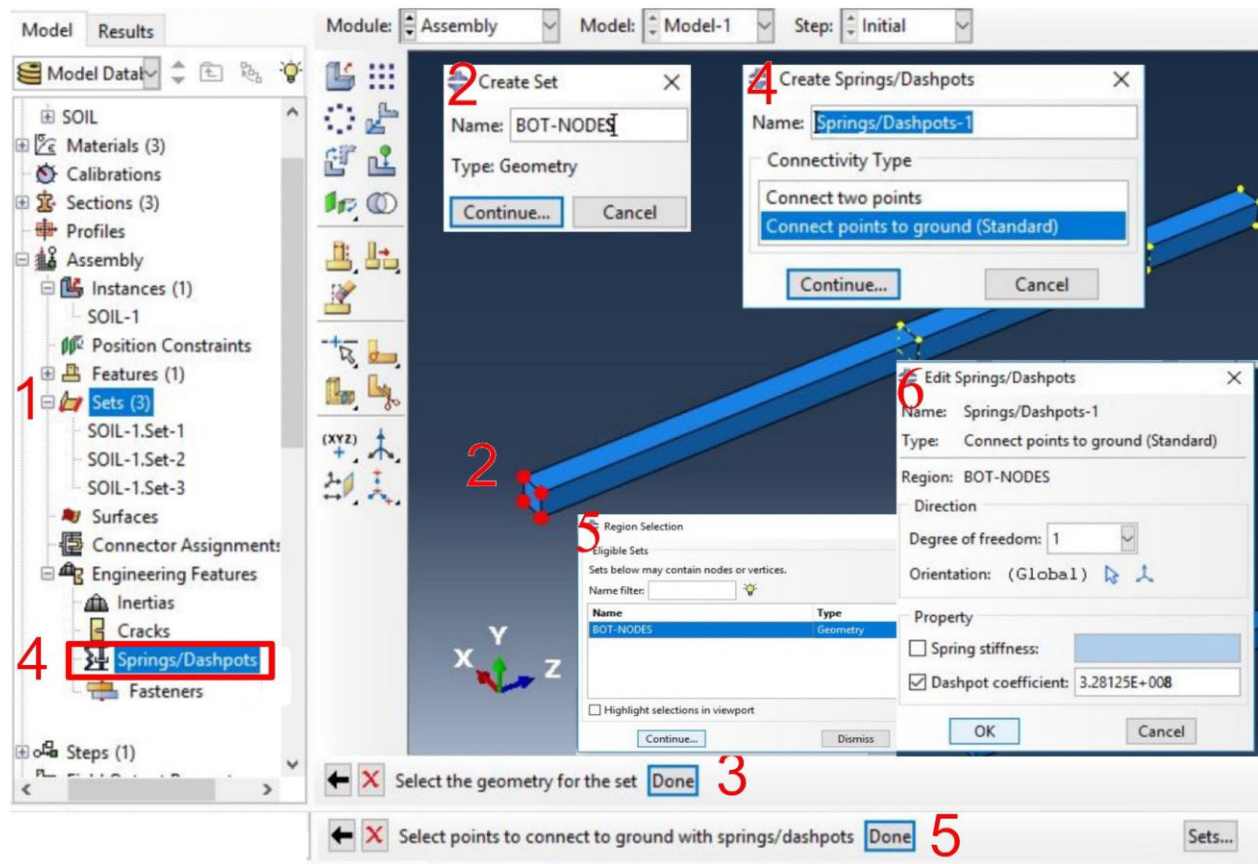 Model Results
Module: Assembly Model: Model-1 Step: Initial
Model Datab
SOIL
Materials (3)
Calibrations
Sections (3)
Profiles
Assembly
Instances (1)
SOIL-1
Position Constraints
Features (1)
1
Sets (3)
SOIL-1.Set-1
SOIL-1.Set-2
SOIL-1.Set-3
Surfaces
Connector Assignments
Engineering Features
Inertias
Cracks
4
Springs/Dashpots
Fasteners
Steps (1)
(XYZ)
2
Create Set
Name: BOT-NODES
Type: Geometry
Continue... Cancel
4
Create Springs/Dashpots
Name: Springs/Dashpots-1
Connectivity Type
Connect two points
Connect points to ground (Standard)
Continue... Cancel
2
Y
X
Z
5
Region Selection
Eligible Sets
Sets below may contain nodes or vertices.
Name filter:
Name Type
BOT-NODES Geometry
Highlight selections in viewport
Continue... Dismiss
6
Edit Springs/Dashpots
Name: Springs/Dashpots-1
Type: Connect points to ground (Standard)
Region: BOT-NODES
Direction
Degree of freedom: 1
Orientation: (Global)
Property
Spring stiffness:
Dashpot coefficient: 3.28125E+008
OK Cancel
Select the geometry for the set Done 3
Select points to connect to ground with springs/dashpots Done 5 Sets...